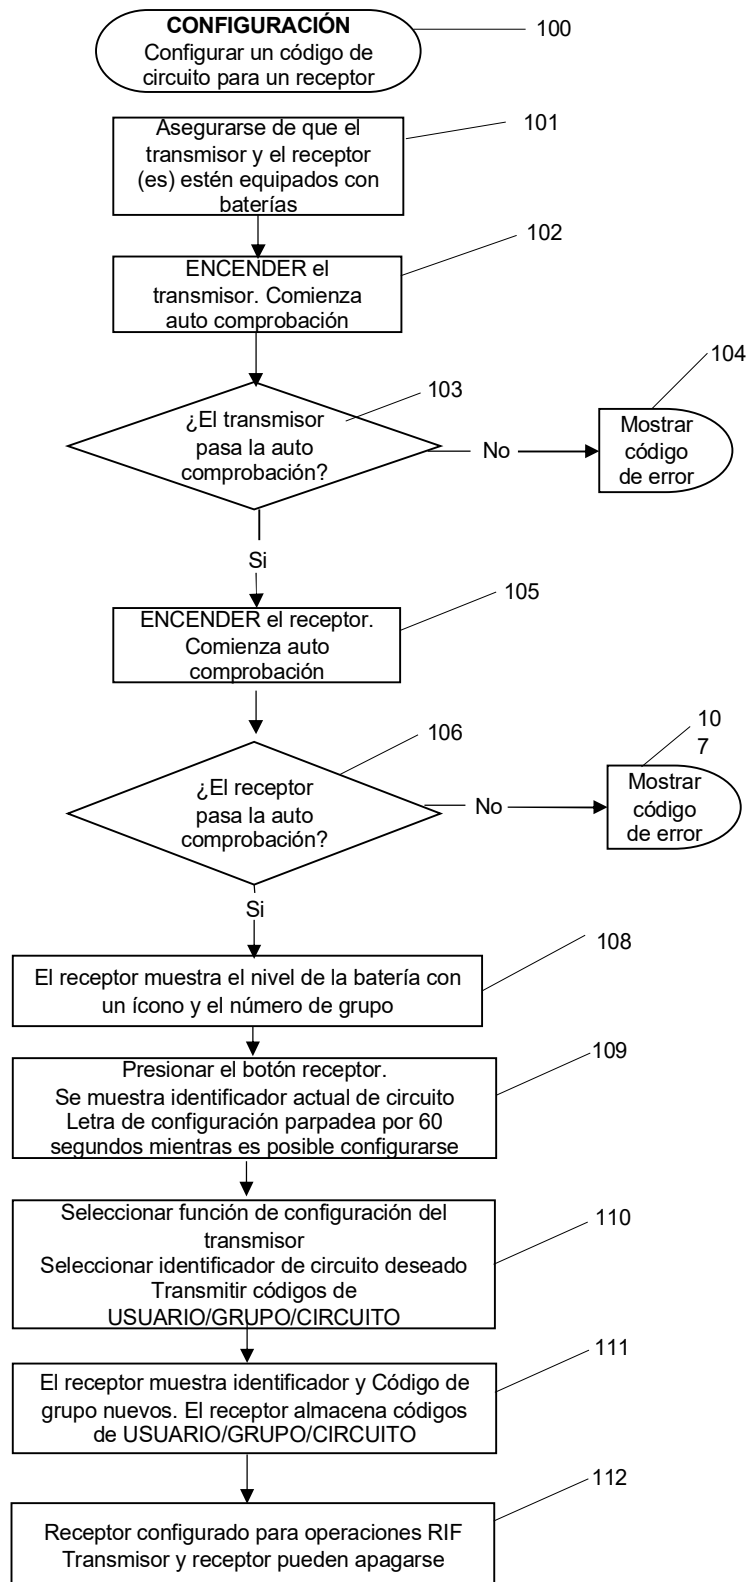 CONFIGURACIÓN
Configurar un código de
circuito para un receptor
100
Asegurarse de que el
transmisor y el receptor
(es) estén equipados con
baterías
101
ENCENDER el
transmisor. Comienza
auto comprobación
102
¿El transmisor
pasa la auto
comprobación?
103
No
Mostrar
código
de error
104
Si
ENCENDER el receptor.
Comienza auto
comprobación
105
¿El receptor
pasa la auto
comprobación?
106
No
Mostrar
código
de error
10
7
Si
El receptor muestra el nivel de la batería con
un ícono y el número de grupo
108
Presionar el botón receptor.
Se muestra identificador actual de circuito
Letra de configuración parpadea por 60
segundos mientras es posible configurarse
109
Seleccionar función de configuración del
transmisor
Seleccionar identificador de circuito deseado
Transmitir códigos de
USUARIO/GRUPO/CIRCUITO
110
El receptor muestra identificador y Código de
grupo nuevos. El receptor almacena códigos
de USUARIO/GRUPO/CIRCUITO
111
Receptor configurado para operaciones RIF
Transmisor y receptor pueden apagarse
112